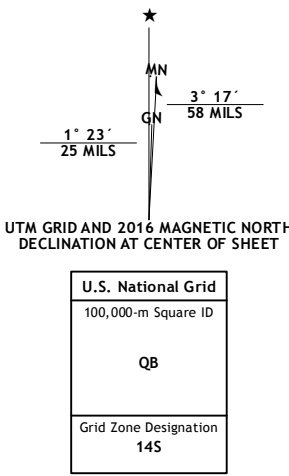 MN
3° 17´
58 MILS
GN
1° 23´
25 MILS
UTM GRID AND 2016 MAGNETIC NORTH
DECLINATION AT CENTER OF SHEET
U.S. National Grid
100,000-m Square ID
QB
Grid Zone Designation
14S